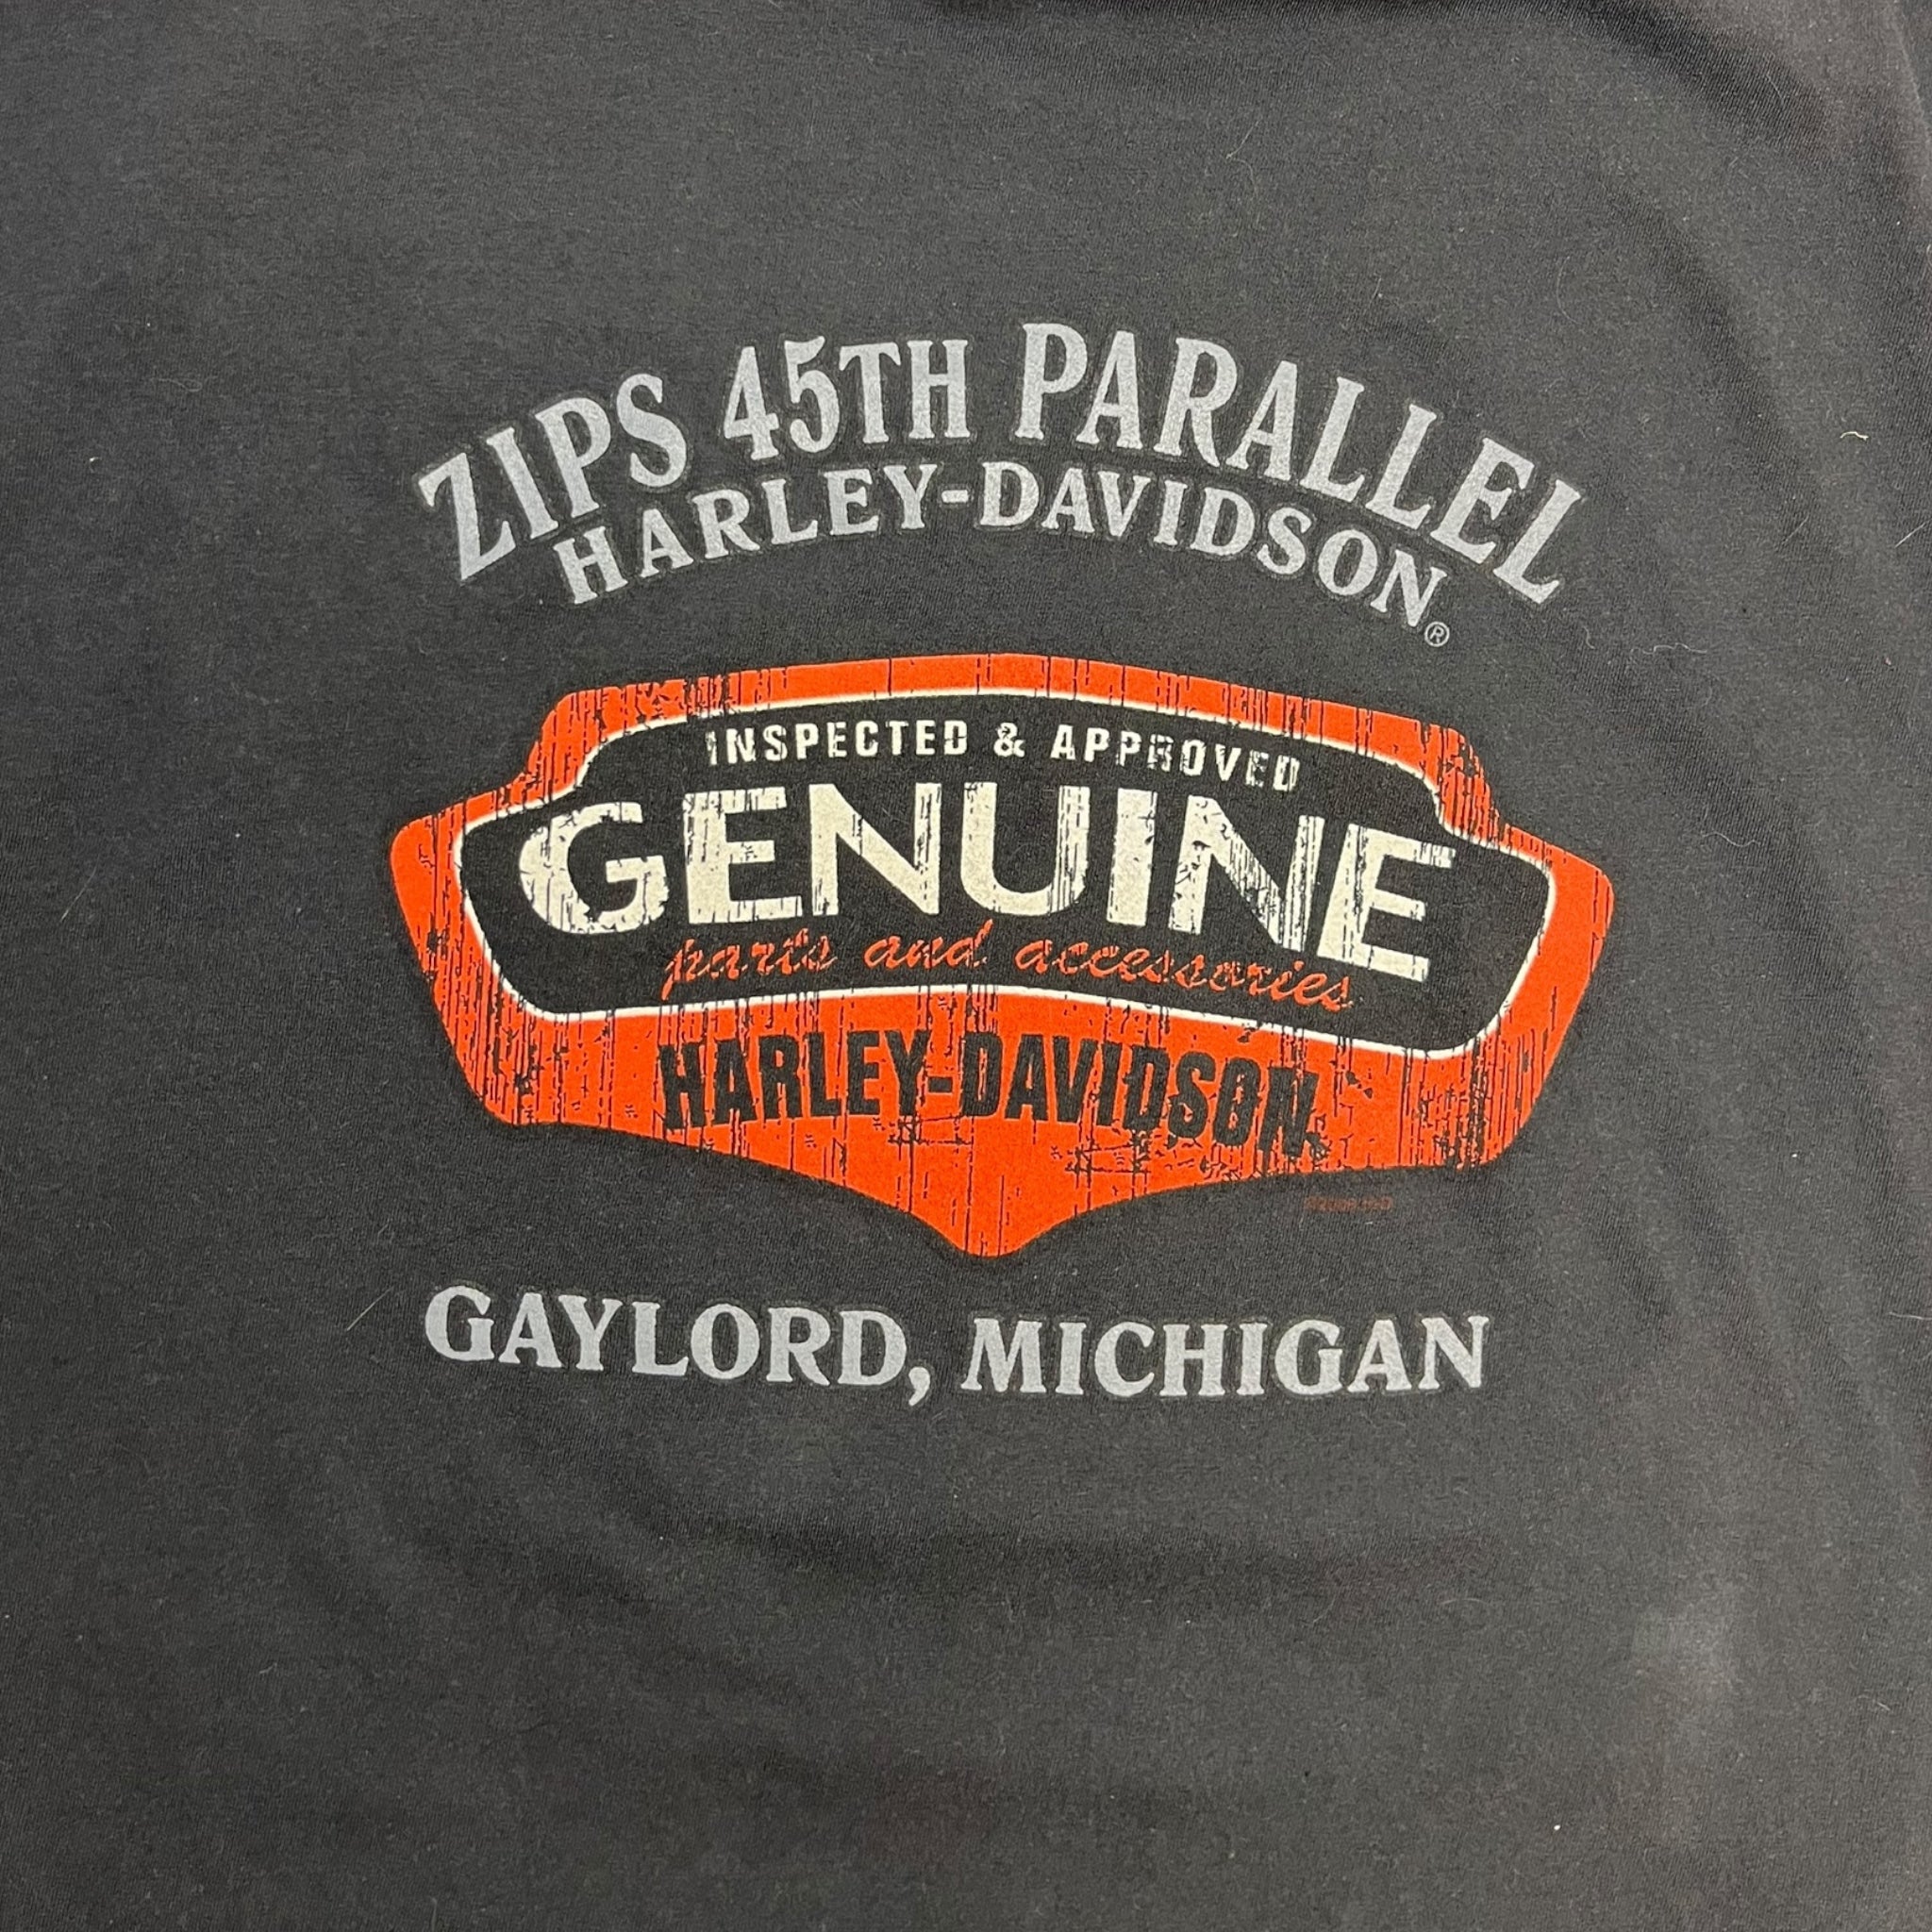 ZIPS 45TH PARALLEL
HARLEY-DAVIDSON®
INSPECTED & APPROVED
GENUINE
parts and accessories
HARLEY-DAVIDSON
GAYLORD, MICHIGAN